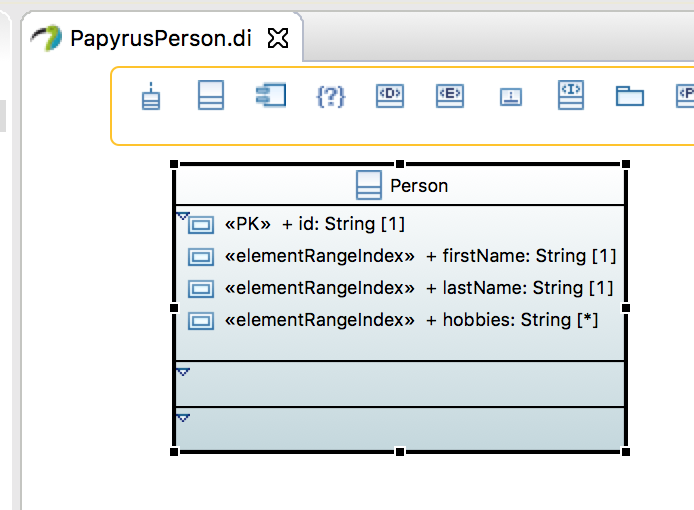 PapyrusPerson.di
{?} <D> <E> <I> <P
Person
«PK» + id: String [1]
«elementRangeIndex» + firstName: String [1]
«elementRangeIndex» + lastName: String [1]
«elementRangeIndex» + hobbies: String [*]